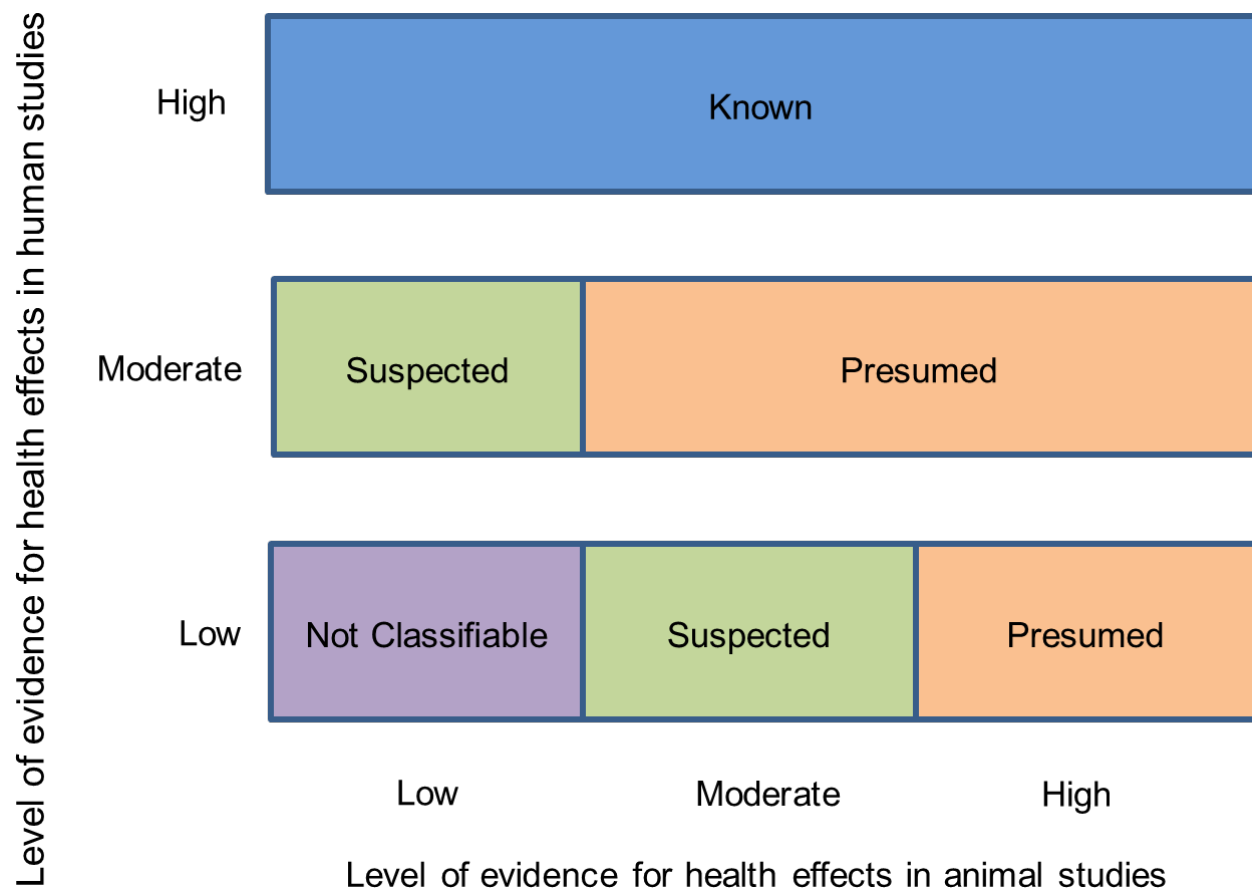 Level of evidence for health effects in human studies
High
Known
Moderate
Suspected
Presumed
Low
Not Classifiable
Suspected
Presumed
Low
Moderate
High
Level of evidence for health effects in animal studies